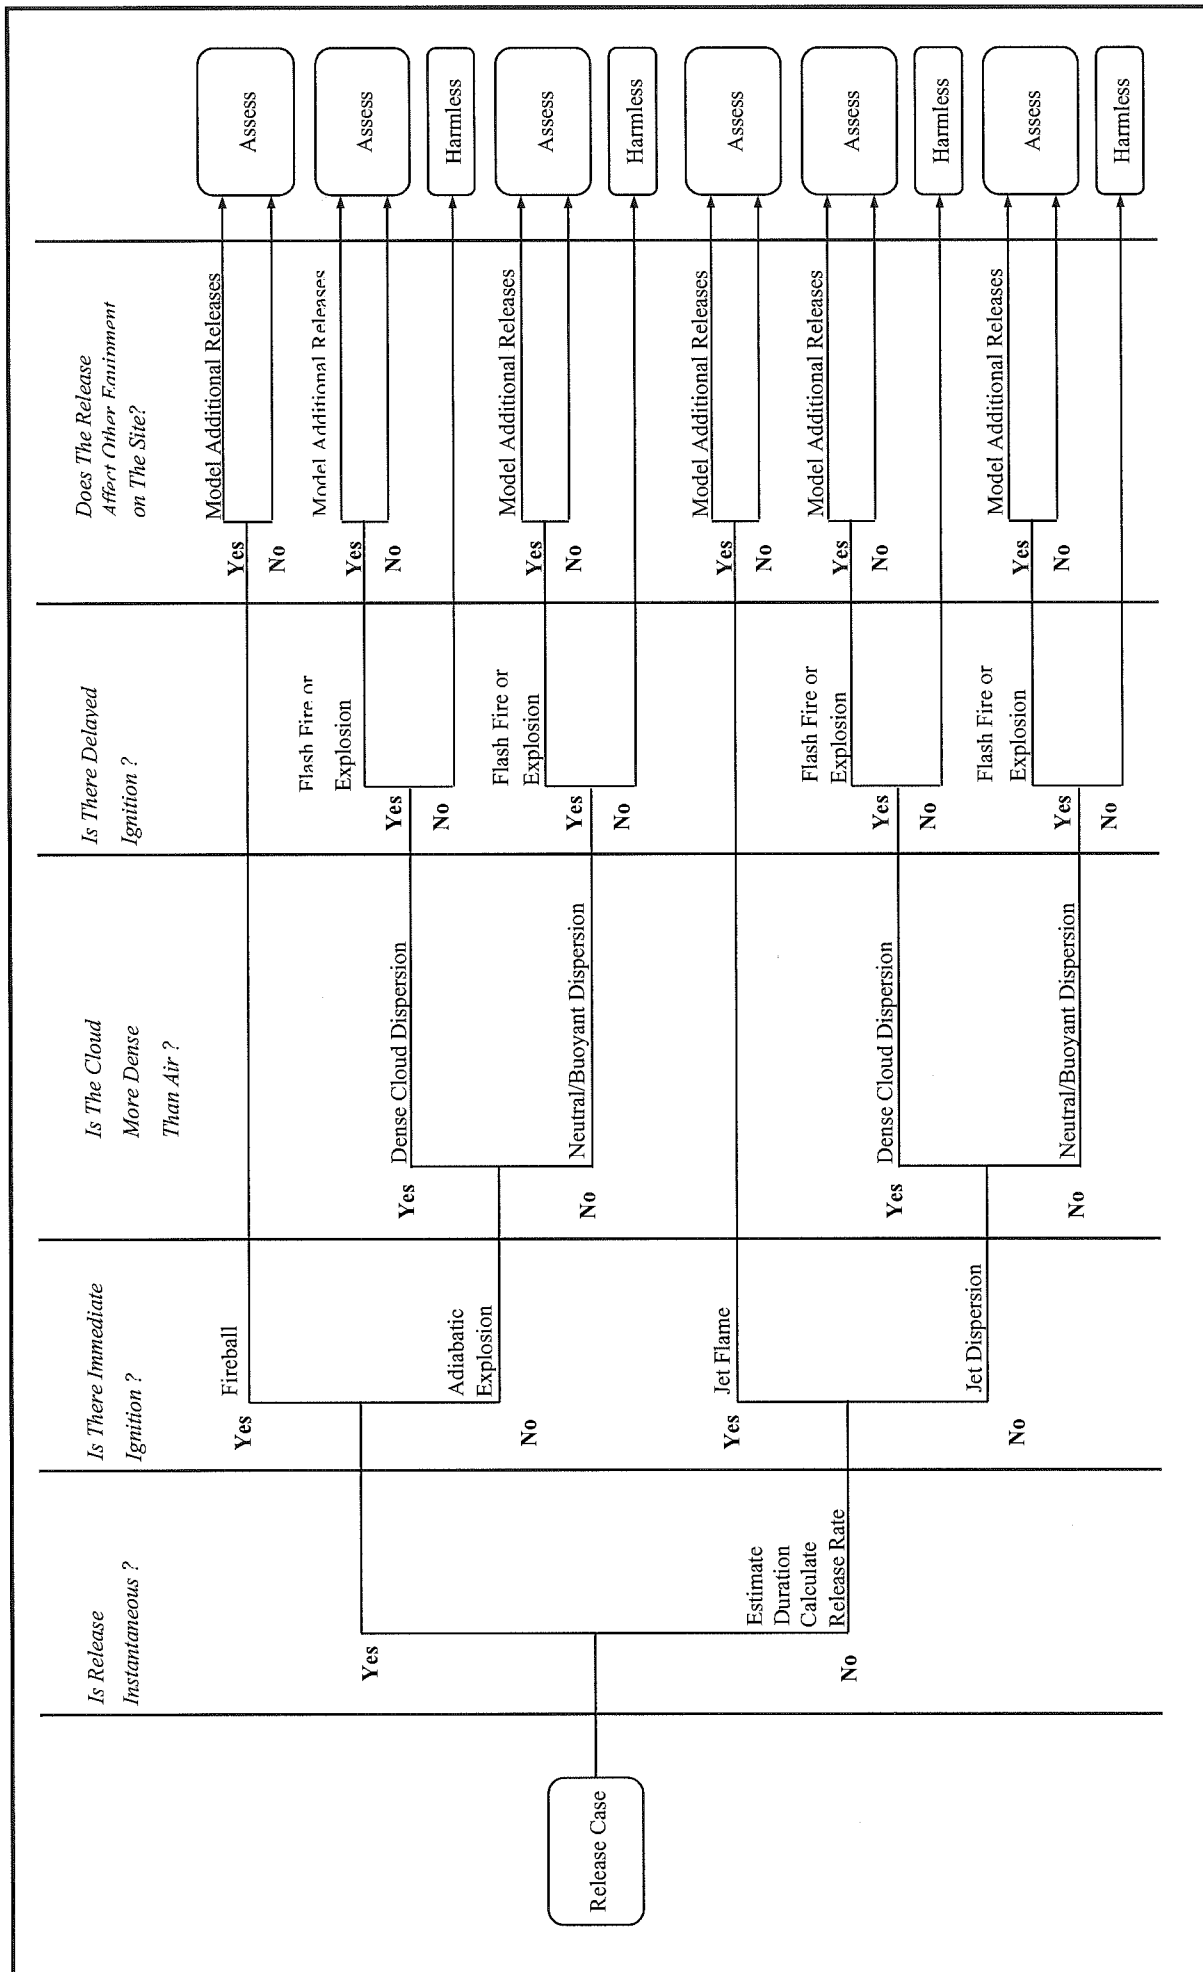 Is Release
Instantaneous ?
Is There Immediate
Ignition ?
Is The Cloud
More Dense
Than Air ?
Is There Delayed
Ignition ?
Does The Release
Affect Other Equipment
on The Site?
Release Case
Yes
No
Estimate
Duration
Calculate
Release Rate
Yes
Fireball
No
Adiabatic
Explosion
Yes
Jet Flame
No
Jet Dispersion
Yes
Dense Cloud Dispersion
No
Neutral/Buoyant Dispersion
Yes
Dense Cloud Dispersion
No
Neutral/Buoyant Dispersion
Yes
No
Flash Fire or
Explosion
Yes
No
Flash Fire or
Explosion
Yes
No
Flash Fire or
Explosion
Yes
No
Flash Fire or
Explosion
Yes
No
Model Additional Releases
Yes
No
Model Additional Releases
Yes
No
Model Additional Releases
Yes
No
Model Additional Releases
Yes
No
Model Additional Releases
Yes
No
Model Additional Releases
Assess
Assess
Harmless
Assess
Harmless
Assess
Assess
Harmless
Assess
Harmless